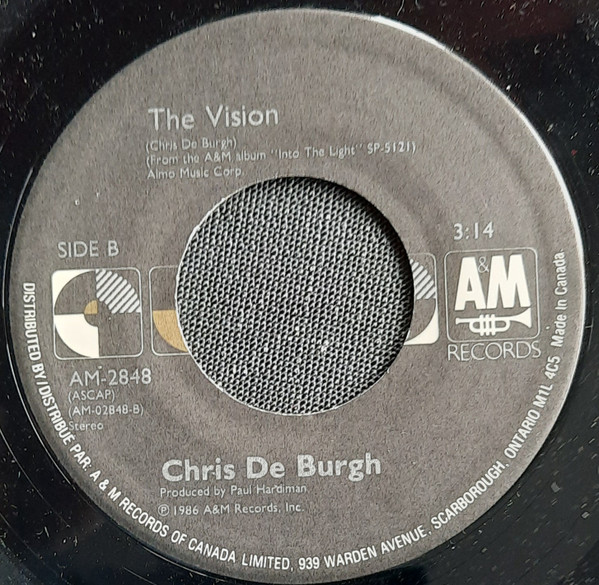 The Vision
(Chris De Burgh)
(From the A&M album "Into The Light" SP-5121)
Almo Music Corp.
SIDE B
3:14
A&M
RECORDS
AM-2848
(ASCAP)
(AM-02848-B)
Stereo
Chris De Burgh
Produced by Paul Hardiman
℗ 1986 A&M Records, Inc.
DISTRIBUTED BY/DISTRIBUE PAR: A & M RECORDS OF CANADA LIMITED, 939 WARDEN AVENUE, SCARBOROUGH, ONTARIO M1L 4C5 Made In Canada